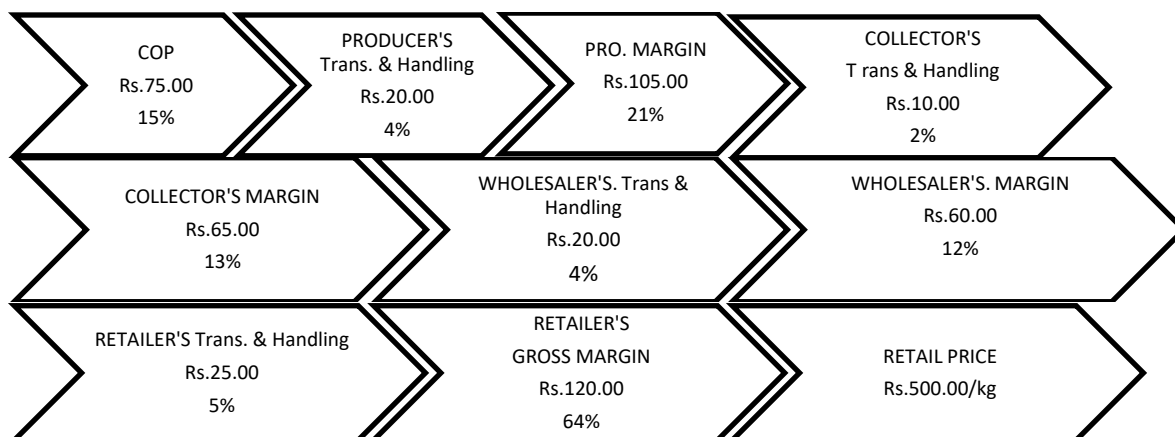 COP
Rs.75.00
15%
PRODUCER'S
Trans. & Handling
Rs.20.00
4%
PRO. MARGIN
Rs.105.00
21%
COLLECTOR'S
T rans & Handling
Rs.10.00
2%
COLLECTOR'S MARGIN
Rs.65.00
13%
WHOLESALER'S. Trans &
Handling
Rs.20.00
4%
WHOLESALER'S. MARGIN
Rs.60.00
12%
RETAILER'S Trans. & Handling
Rs.25.00
5%
RETAILER'S
GROSS MARGIN
Rs.120.00
64%
RETAIL PRICE
Rs.500.00/kg